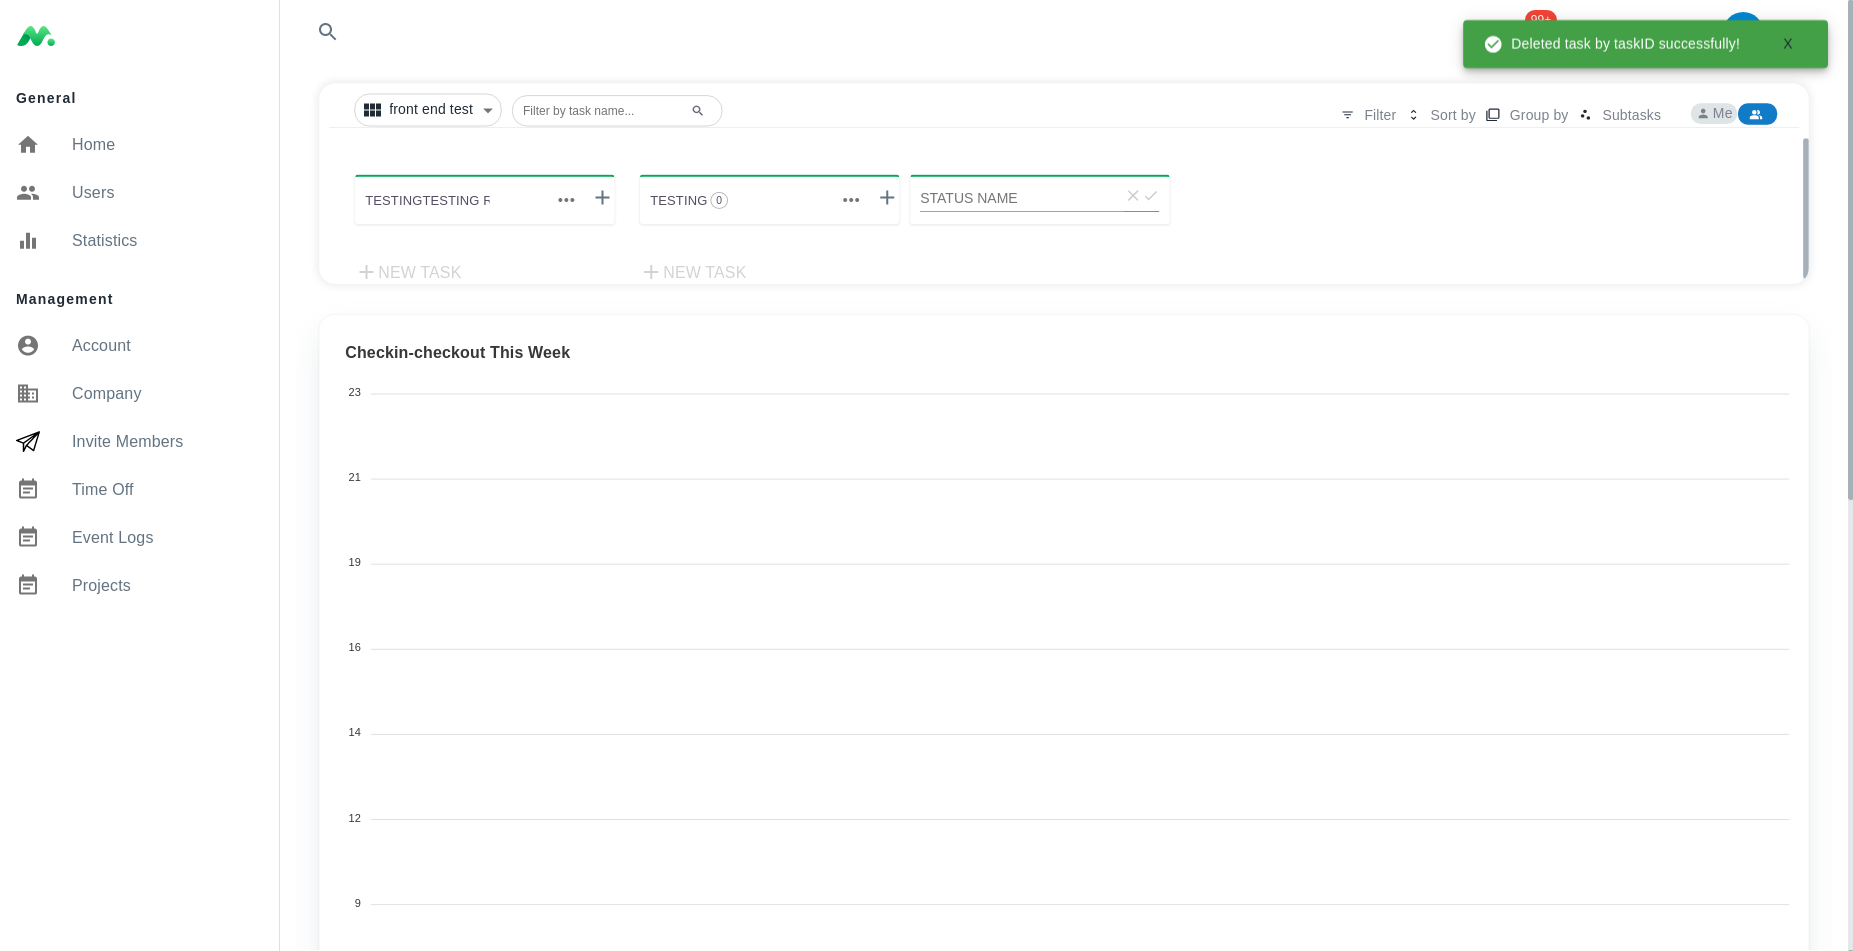 General
Home
Users
Statistics
Management
Account
Company
Invite Members
Time Off
Event Logs
Projects
99+
Deleted task by taskID successfully! X
front end test
Filter by task name...
Filter
Sort by
Group by
Subtasks
Me
TESTINGTESTING R
TESTING 0
STATUS NAME
NEW TASK
NEW TASK
Checkin-checkout This Week
23
21
19
16
14
12
9